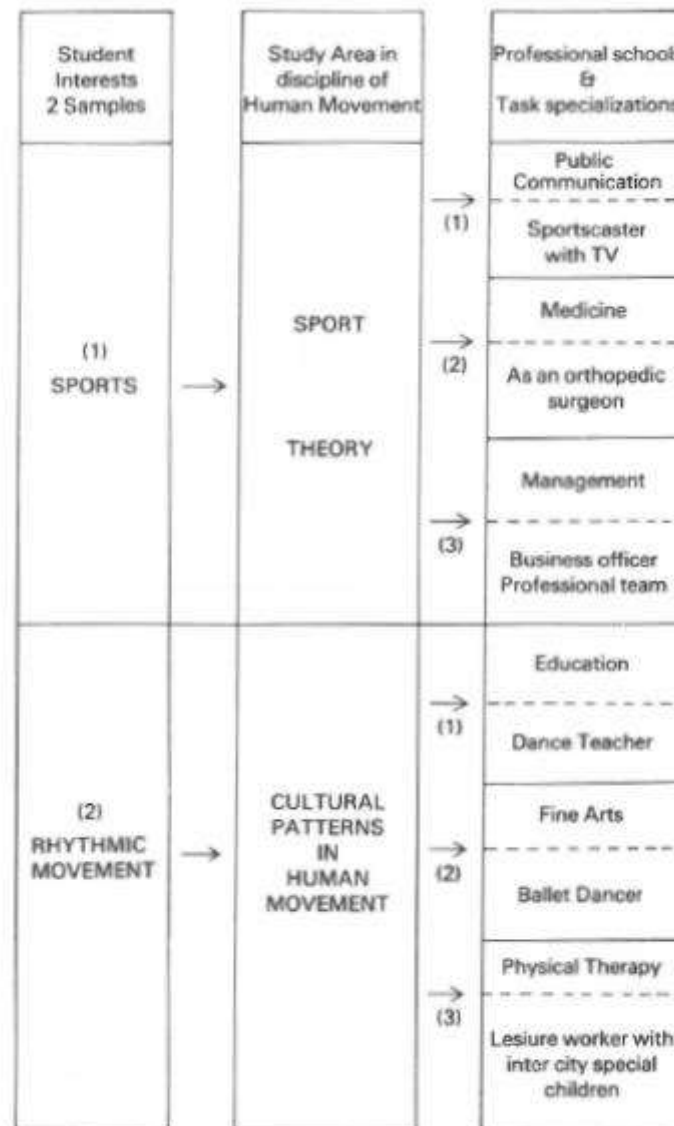 Student
Interests
2 Samples
Study Area in
discipline of
Human Movement
Professional schools
&
Task specializations
(1)
SPORTS
SPORT
THEORY
(1)
Public
Communication
Sportscaster
with TV
(2)
Medicine
As an orthopedic
surgeon
(3)
Management
Business officer
Professional team
(2)
RHYTHMIC
MOVEMENT
CULTURAL
PATTERNS
IN
HUMAN
MOVEMENT
(1)
Education
Dance Teacher
(2)
Fine Arts
Ballet Dancer
(3)
Physical Therapy
Lesiure worker with
inter city special
children